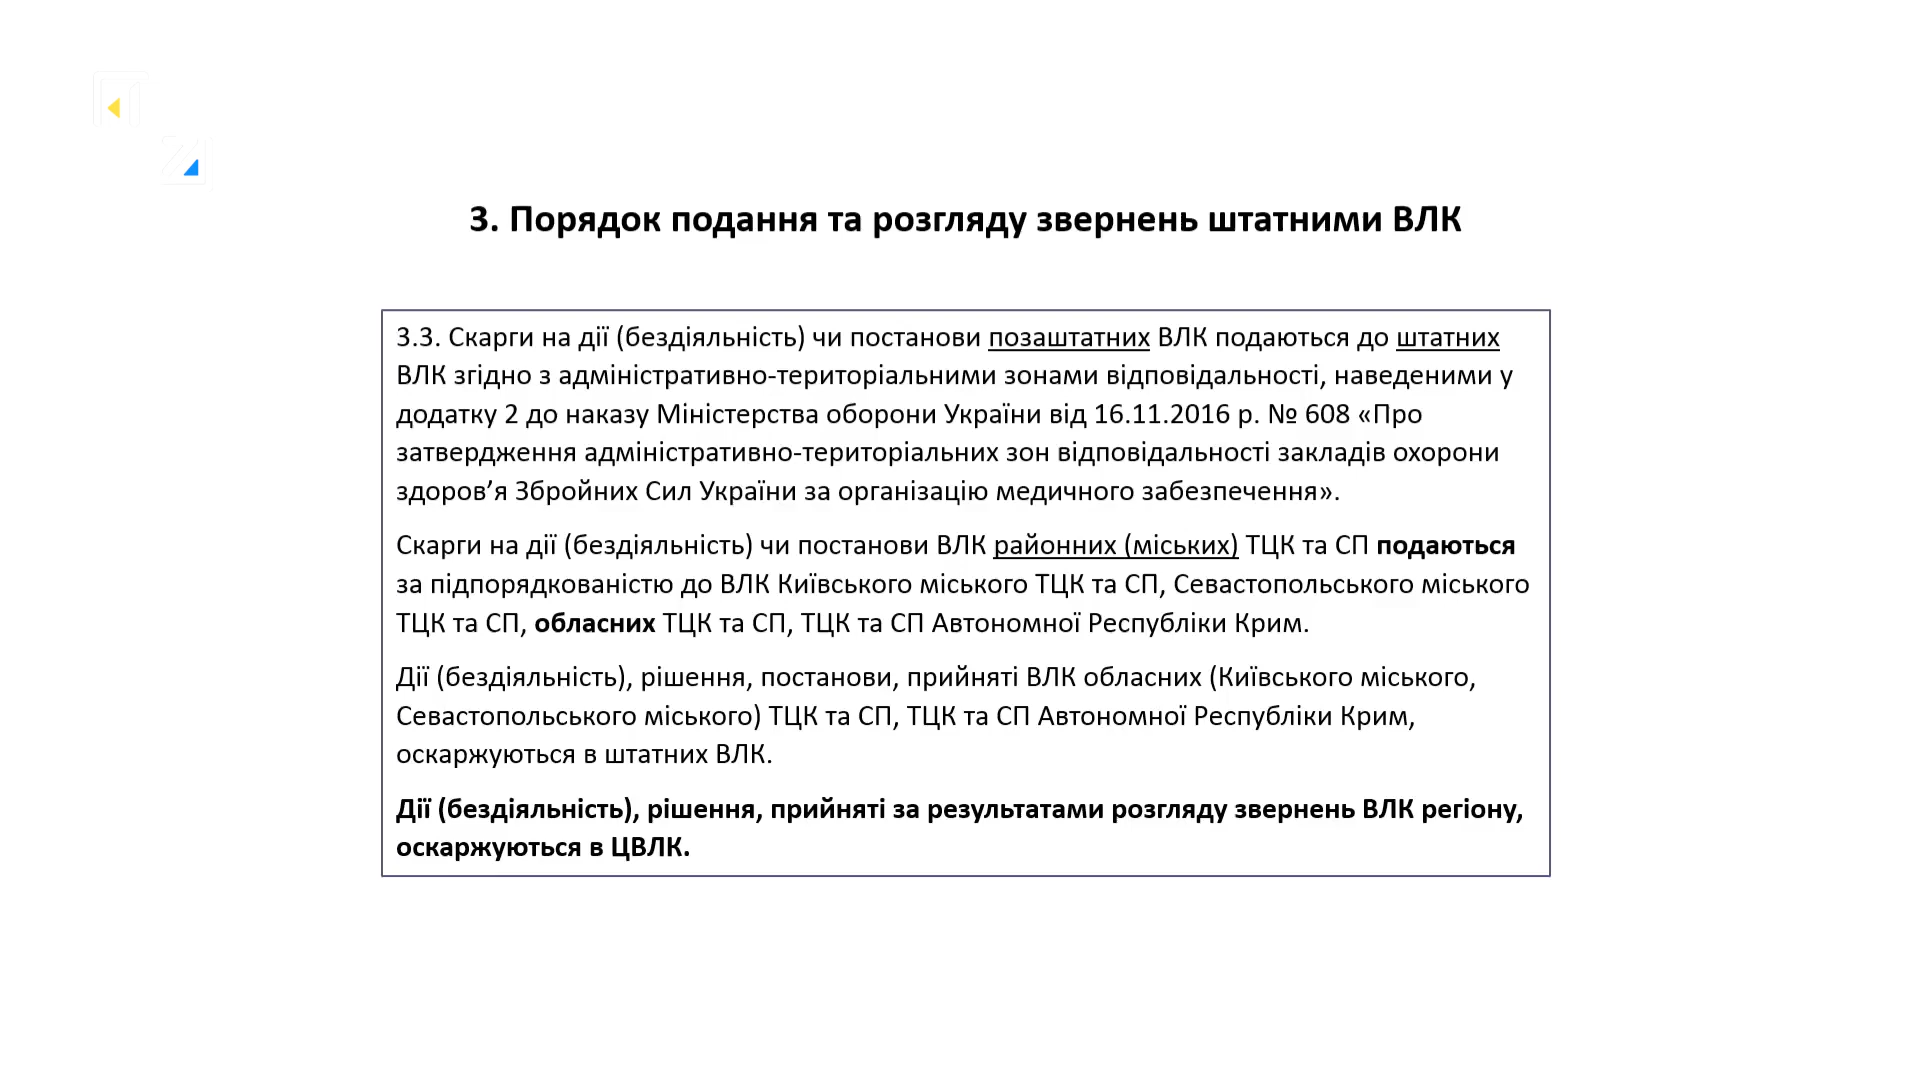 3. Порядок подання та розгляду звернень штатними ВЛК
3.3. Скарги на дії (бездіяльність) чи постанови позаштатних ВЛК подаються до штатних
ВЛК згідно з адміністративно-територіальними зонами відповідальності, наведеними у
додатку 2 до наказу Міністерства оборони України від 16.11.2016 р. № 608 «Про
затвердження адміністративно-територіальних зон відповідальності закладів охорони
здоров’я Збройних Сил України за організацію медичного забезпечення».
Скарги на дії (бездіяльність) чи постанови ВЛК районних (міських) ТЦК та СП подаються
за підпорядкованістю до ВЛК Київського міського ТЦК та СП, Севастопольського міського
ТЦК та СП, обласних ТЦК та СП, ТЦК та СП Автономної Республіки Крим.
Дії (бездіяльність), рішення, постанови, прийняті ВЛК обласних (Київського міського,
Севастопольського міського) ТЦК та СП, ТЦК та СП Автономної Республіки Крим,
оскаржуються в штатних ВЛК.
Дії (бездіяльність), рішення, прийняті за результатами розгляду звернень ВЛК регіону,
оскаржуються в ЦВЛК.